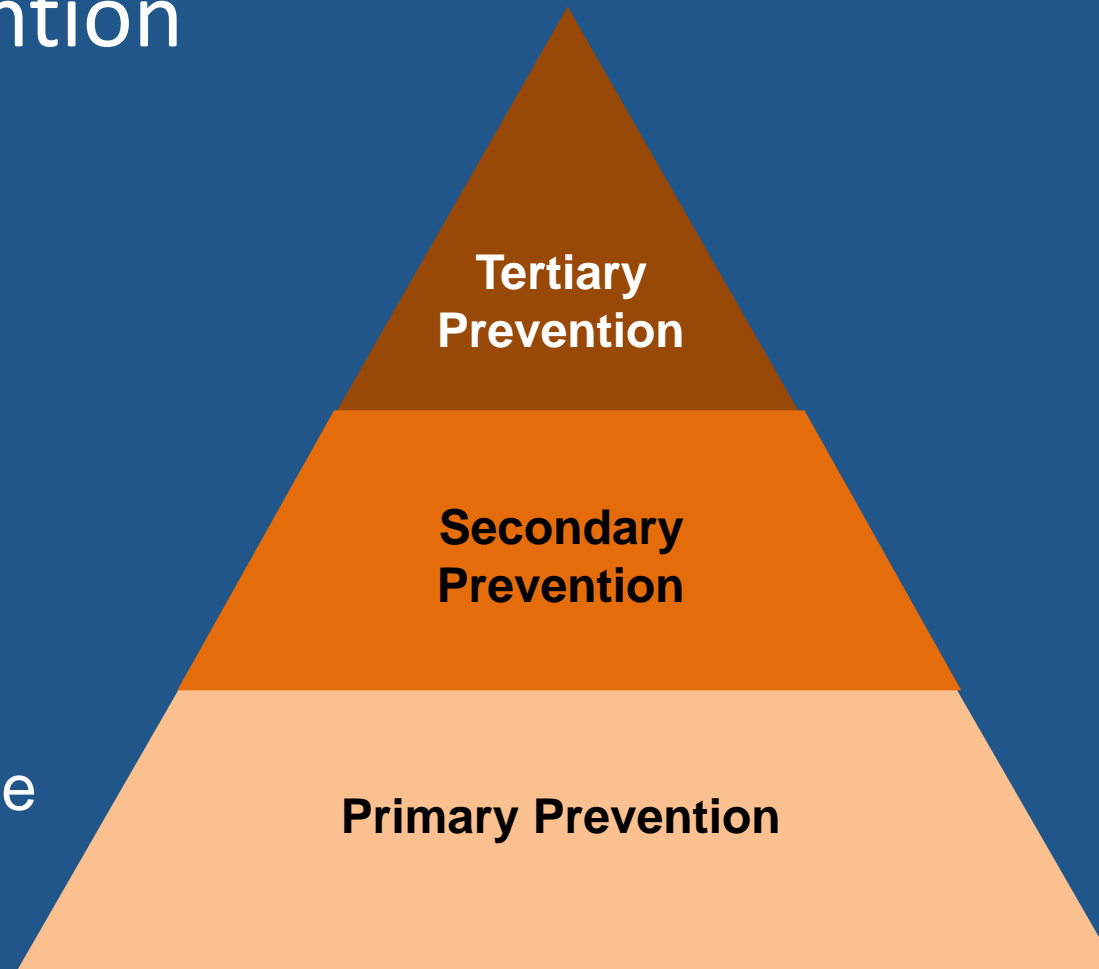 ntion
Tertiary
Prevention
Secondary
Prevention
e
Primary Prevention